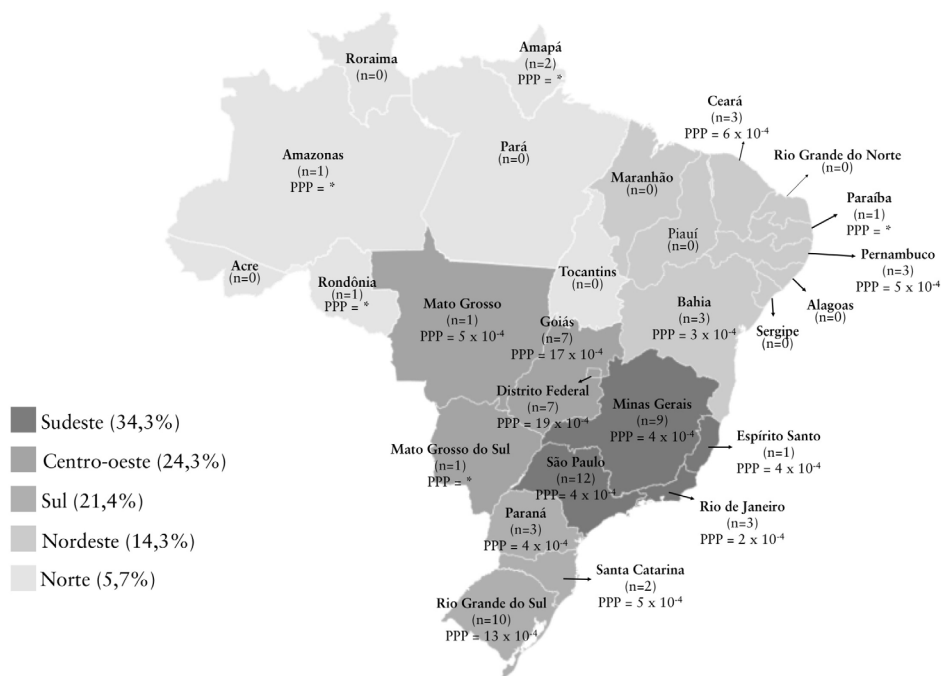 Roraima
(n=0)
Amapá
(n=2)
PPP = *
Ceará
(n=3)
PPP = 6 x 10⁻⁴
Rio Grande do Norte
(n=0)
Amazonas
(n=1)
PPP = *
Pará
(n=0)
Maranhão
(n=0)
Paraíba
(n=1)
PPP = *
Piauí
(n=0)
Pernambuco
(n=3)
PPP = 5 x 10⁻⁴
Acre
(n=0)
Rondônia
(n=1)
PPP = *
Tocantins
(n=0)
Alagoas
(n=0)
Mato Grosso
(n=1)
PPP = 5 x 10⁻⁴
Bahia
(n=3)
PPP = 3 x 10⁻⁴
Sergipe
(n=0)
Góiás
(n=7)
PPP = 17 x 10⁻⁴
Distrito Federal
(n=7)
PPP = 19 x 10⁻⁴
Minas Gerais
(n=9)
PPP = 4 x 10⁻⁴
Espírito Santo
(n=1)
PPP = 4 x 10⁻⁴
Mato Grosso do Sul
(n=1)
PPP = *
São Paulo
(n=12)
PPP= 4 x 10⁻⁴
Rio de Janeiro
(n=3)
PPP = 2 x 10⁻⁴
Paraná
(n=3)
PPP = 4 x 10⁻⁴
Santa Catarina
(n=2)
PPP = 5 x 10⁻⁴
Rio Grande do Sul
(n=10)
PPP = 13 x 10⁻⁴
Sudeste (34,3%)
Centro-oeste (24,3%)
Sul (21,4%)
Nordeste (14,3%)
Norte (5,7%)